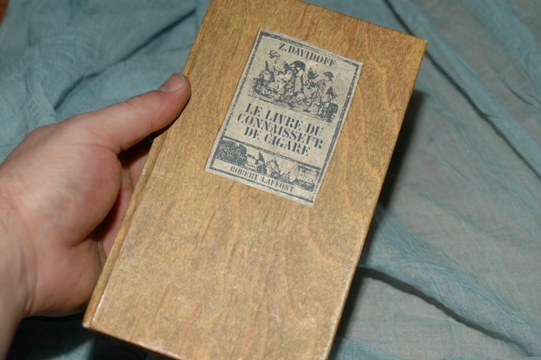 Z. DAVIDOFF
LE LIVRE DU
CONNAISSEUR
DE CIGARE
ROBERT LAFFONT